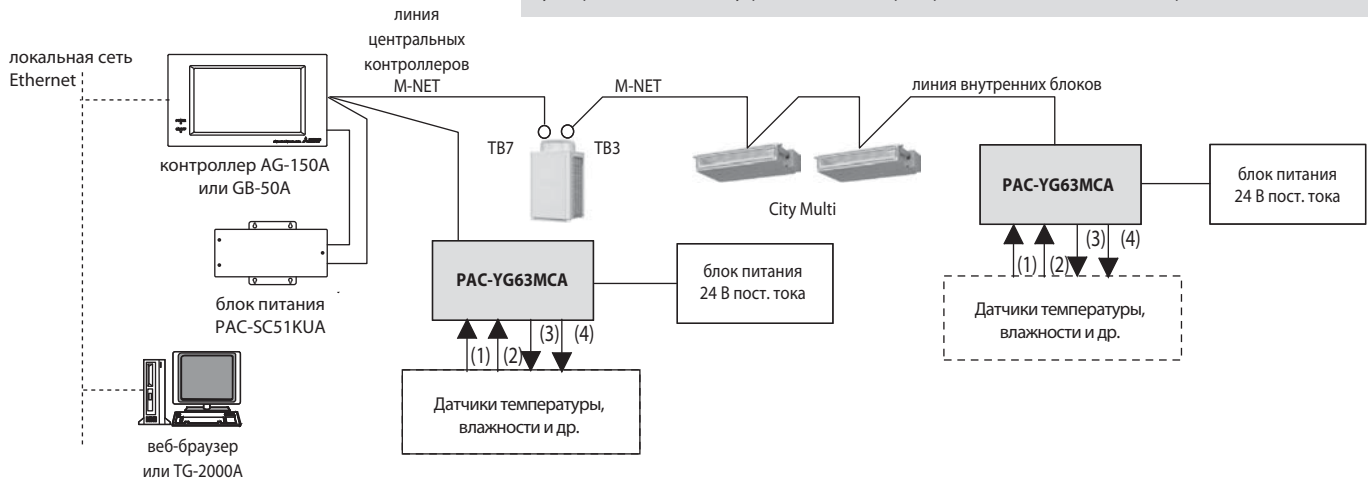 линия
центральных
контроллеров
M-NET
локальная сеть
Ethernet
контроллер AG-150A
или GB-50A
блок питания
PAC-SC51KUA
веб-браузер
или TG-2000A
TB7
TB3
M-NET
City Multi
линия внутренних блоков
PAC-YG63MCA
блок питания
24 В пост. тока
(1)
(2)
(3)
(4)
Датчики температуры,
влажности и др.
PAC-YG63MCA
блок питания
24 В пост. тока
(1)
(2)
(3)
(4)
Датчики температуры,
влажности и др.